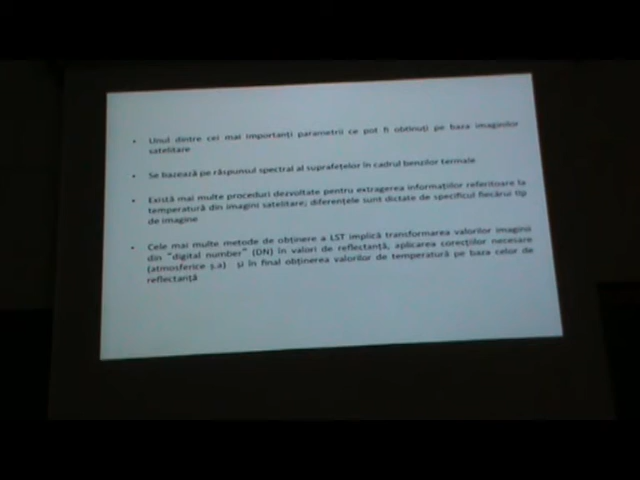 • Unul dintre cei mai importanți parametrii ce pot fi obtinuți pe baza imaginilor
satelitare
• Se bazează pe răspunsul spectral al suprafețelor în cadrul benzilor termale
• Există mai multe proceduri dezvoltate pentru extragerea informațiilor referitoare la
temperatură din imagini satelitare; diferențele sunt dictate de specificul fiecărui tip
de imagine
• Cele mai multe metode de obținere a LST implică transformarea valorilor imaginii
din "digital number" (DN) în valori de reflectanță, aplicarea corecțiilor necesare
(atmosferice ș.a) și în final obținerea valorilor de temperatură pe baza celor de
reflectanță